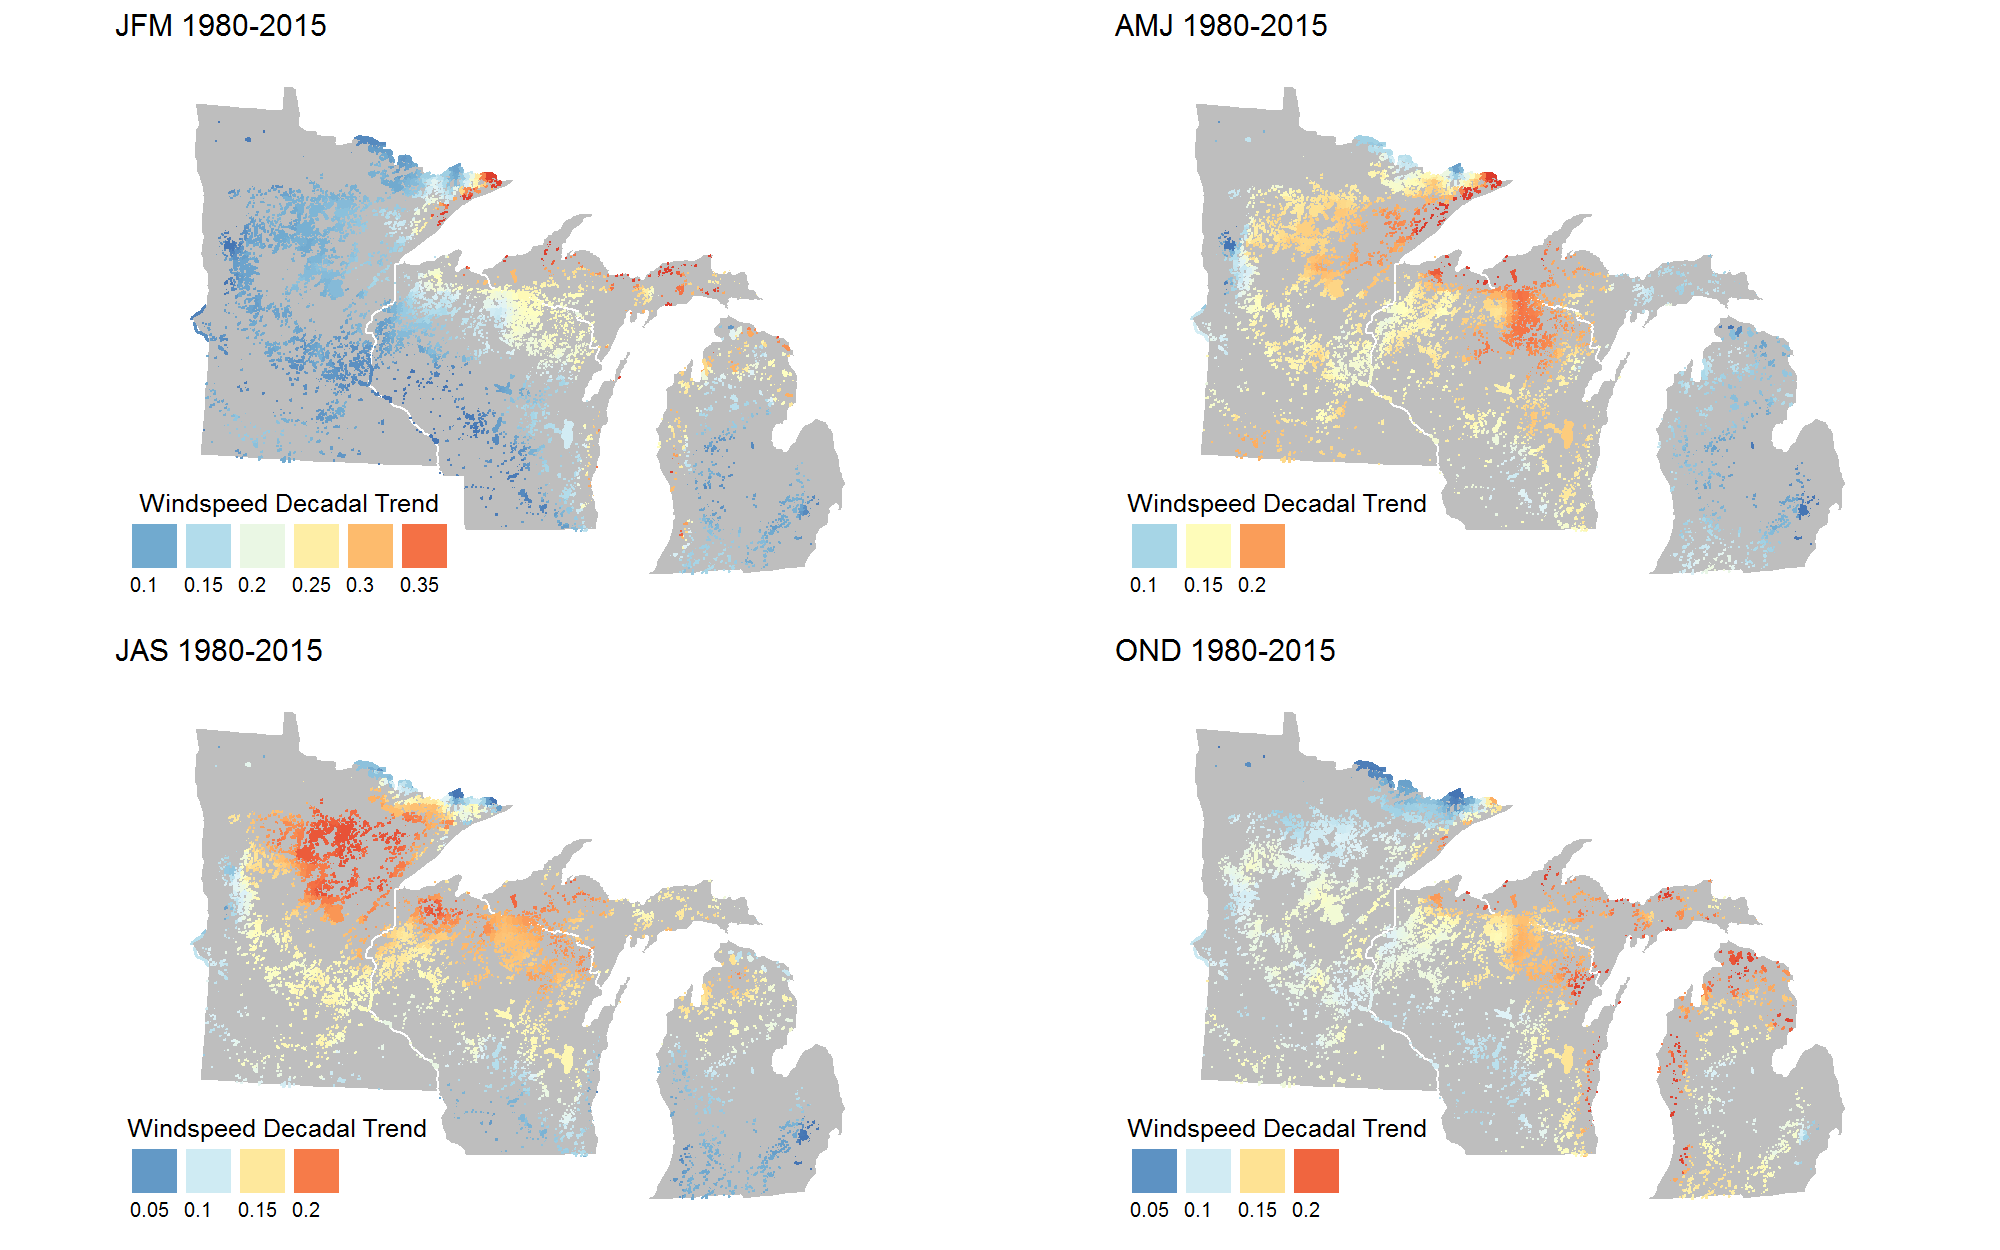 JFM 1980-2015
Windspeed Decadal Trend
0.1 0.15 0.2 0.25 0.3 0.35
AMJ 1980-2015
Windspeed Decadal Trend
0.1 0.15 0.2
JAS 1980-2015
Windspeed Decadal Trend
0.05 0.1 0.15 0.2
OND 1980-2015
Windspeed Decadal Trend
0.05 0.1 0.15 0.2